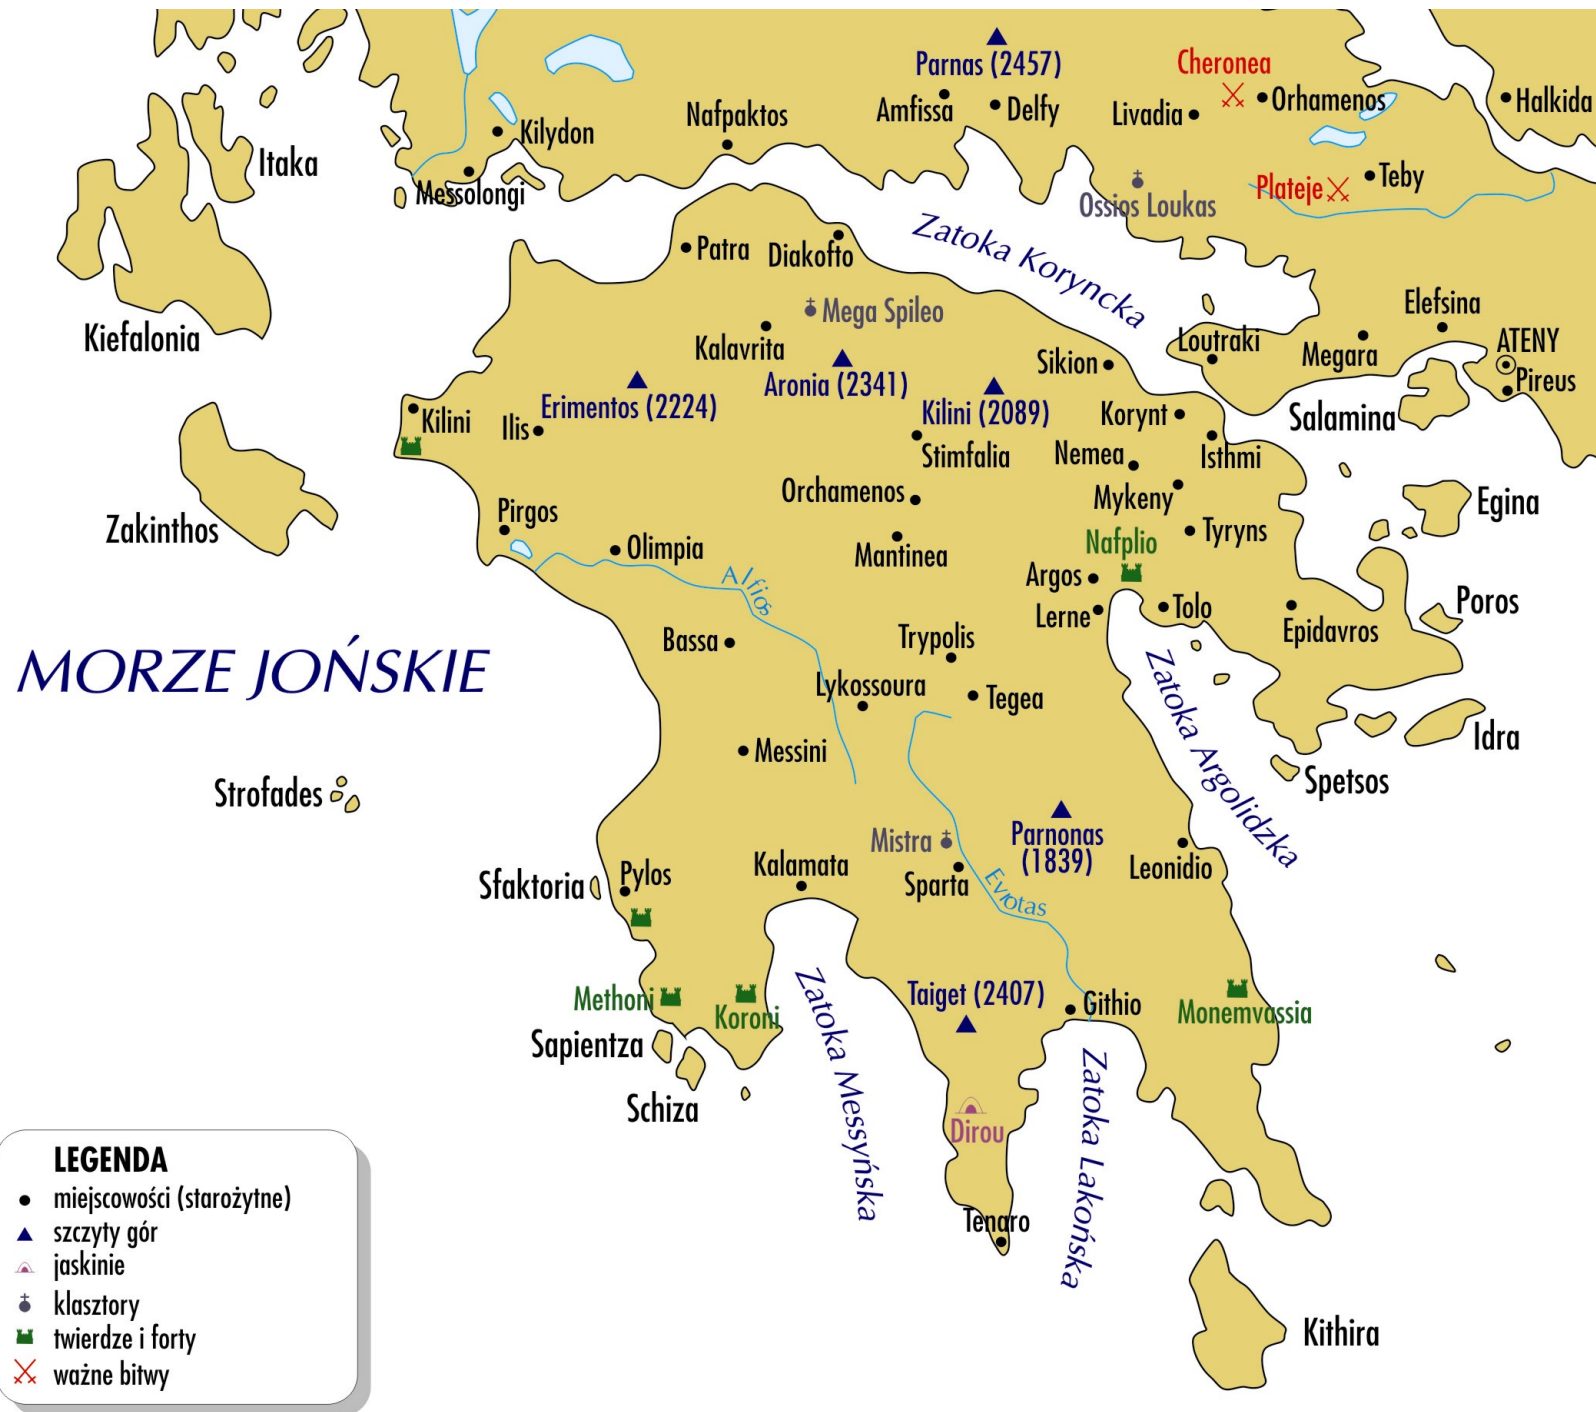 Parnas (2457)
Cheronea
Amfissa
Delfy
Livadia
Orhamenos
Halkida
Nafpaktos
Kilydon
Itaka
Messolongi
Plateje
Teby
Ossios Loukas
Zatoka Koryncka
Patra
Diakofto
Mega Spileo
Kiefalonia
Kalavrita
Elefsina
Loutraki
Megara
ATENY
Pireus
Sikion
Aronia (2341)
Erimentos (2224)
Kilini (2089)
Kilini
Ilis
Korynt
Salamina
Stimfalia
Nemea
Isthmi
Orchamenos
Mykeny
Egina
Pirgos
Zakinthos
Olimpia
Mantinea
Tyryns
Nafplio
Alfios
Argos
Lerne
Tolo
Poros
Epidavros
Bassa
Trypolis
MORZE JOŃSKIE
Lykossoura
Tegea
Zatoka Argolidzka
Idra
Messini
Spetsos
Strofades
Parnonas
(1839)
Mistra
Leonidio
Kalamata
Sparta
Sfaktoria
Pylos
Evrotas
Methoni
Koroni
Taiget (2407)
Githio
Monemvassia
Sapientza
Zatoka Messyńska
Zatoka Lakońska
Schiza
Dirou
Tenaro
Kithira
LEGENDA
miejscowości (starożytne)
szczyty gór
jaskinie
klasztory
twierdze i forty
ważne bitwy